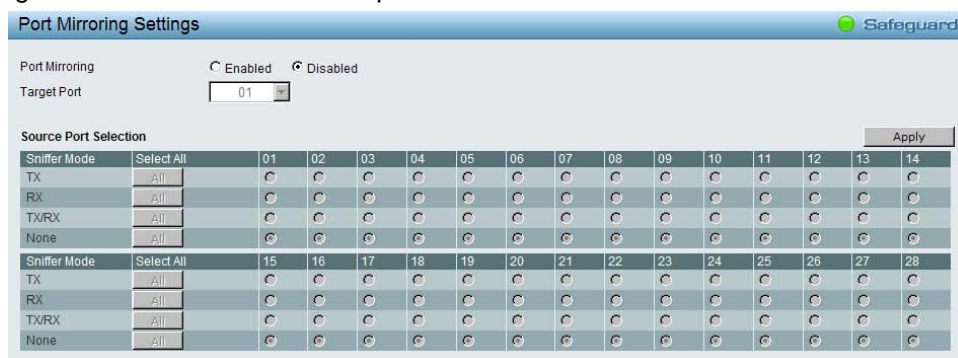 Port Mirroring Settings Safeguard
Port Mirroring Enabled Disabled
Target Port 01
Source Port Selection Apply
Sniffer Mode Select All 01 02 03 04 05 06 07 08 09 10 11 12 13 14
TX All
RX All
TX/RX All
None All
Sniffer Mode Select All 15 16 17 18 19 20 21 22 23 24 25 26 27 28
TX All
RX All
TX/RX All
None All